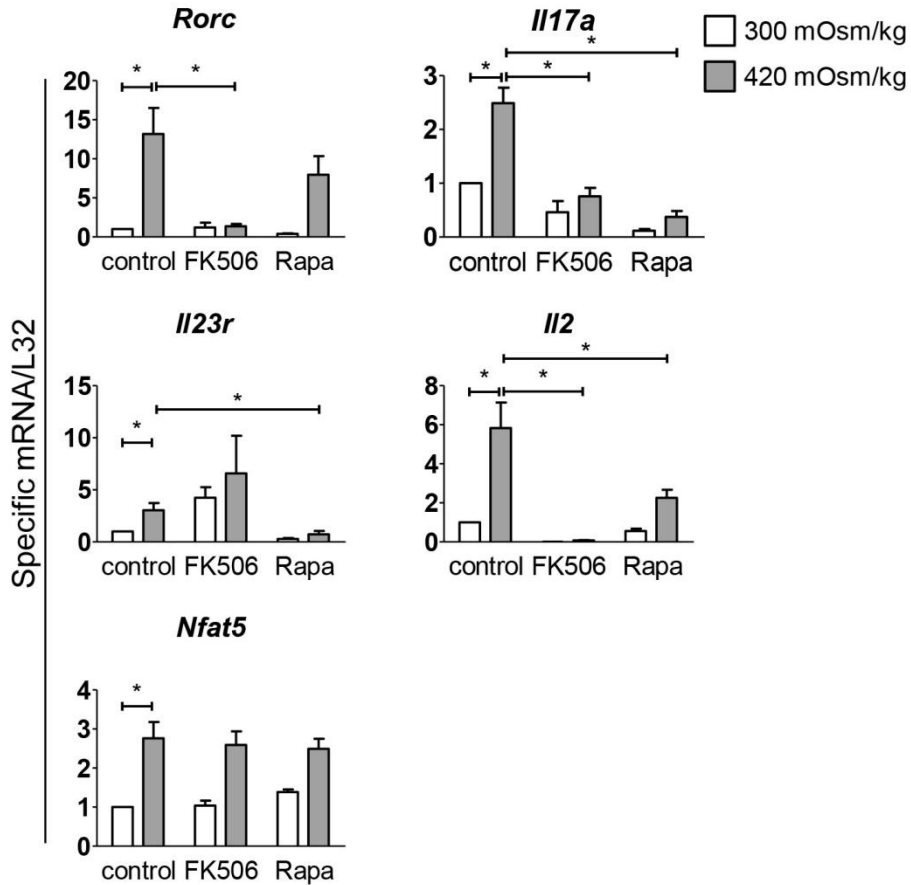 Rorc
Il17a
300 mOsm/kg
420 mOsm/kg
Specific mRNA/L32
20
15
10
5
0
* *
control FK506 Rapa
3
2
1
0
* * *
control FK506 Rapa
Il23r
Il2
15
10
5
0
* *
control FK506 Rapa
8
6
4
2
0
* * *
control FK506 Rapa
Nfat5
4
3
2
1
0
*
control FK506 Rapa